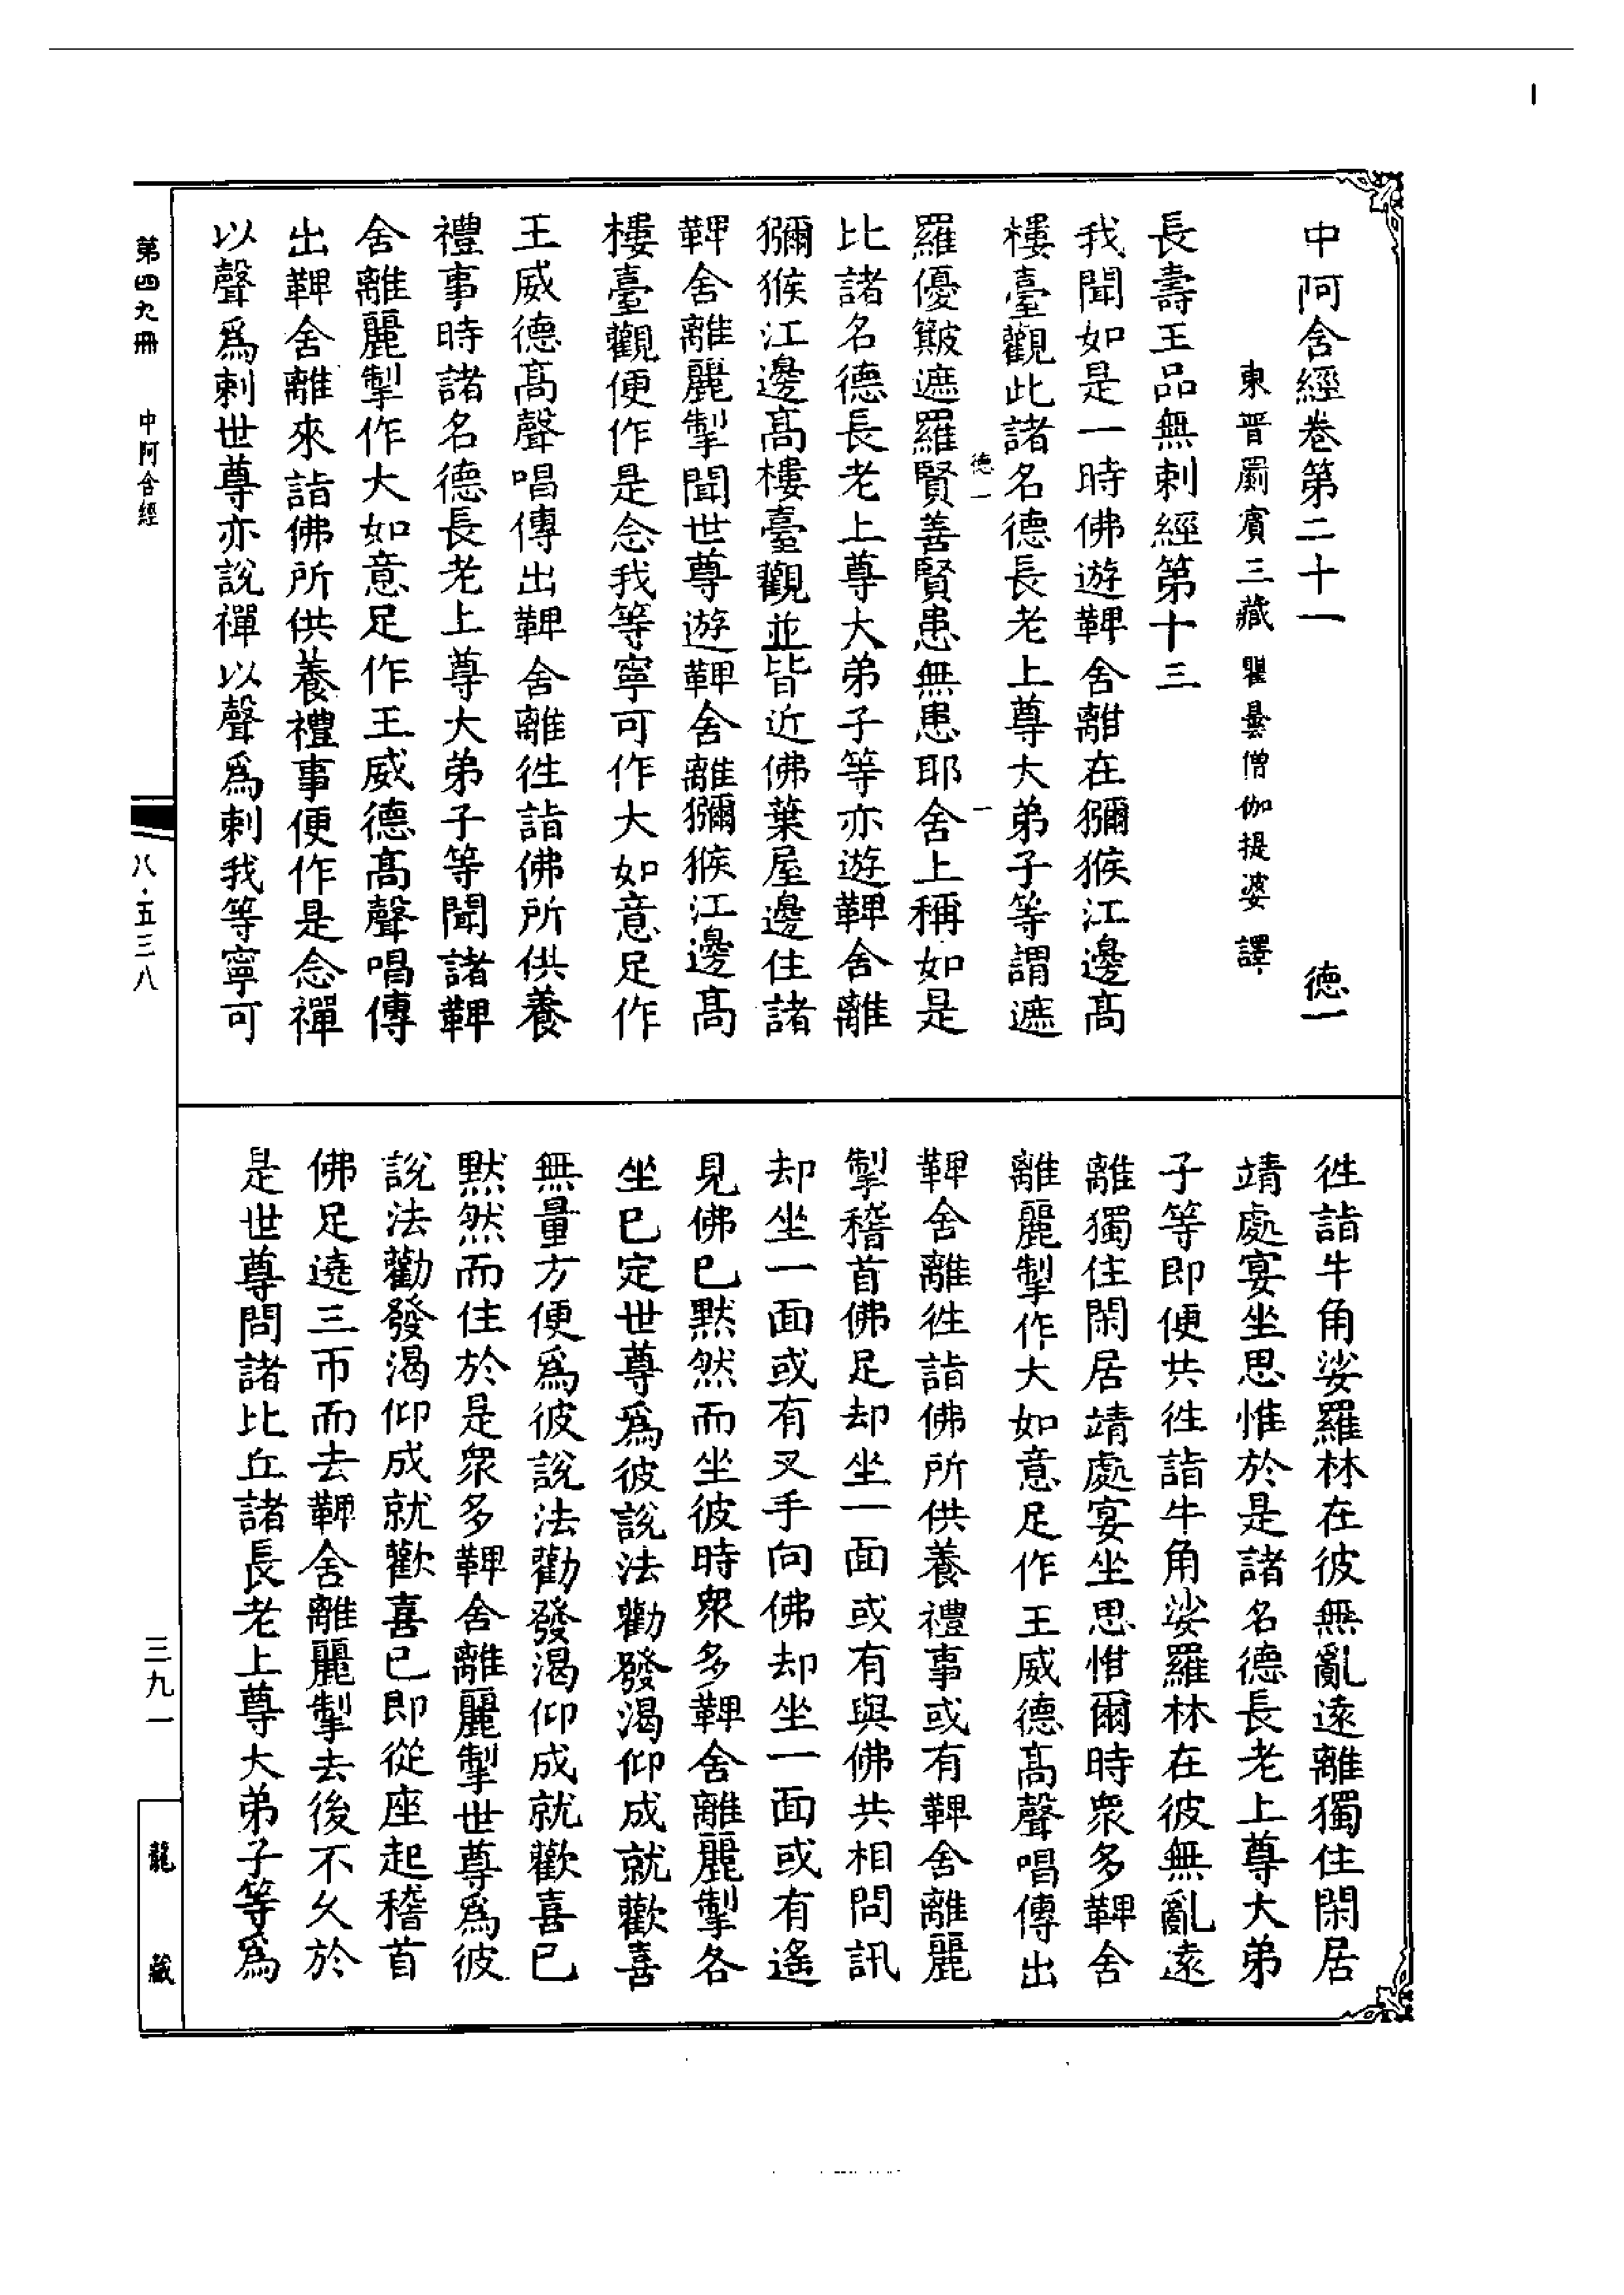 中阿含經卷第二十一　德一
東晋罽賓三藏瞿曇僧伽提婆譯
長壽王品無刺經第十三
我聞如是一時佛遊鞞舍離在獼猴江邊高
樓臺觀此諸名德長老上尊大弟子等謂遮
德一　一
羅優簸遮羅賢善賢患無患耶舍上稱如是
比諸名德長老上尊大弟子等亦遊鞞舍離
獼猴江邊高樓臺觀並皆近佛葉屋邊住諸
鞞舍離麗掣聞世尊遊鞞舍離獼猴江邊高
樓臺觀便作是念我等寧可作大如意足作
王威德高聲唱傳出鞞舍離徃詣佛所供養
禮事時諸名德長老上尊大弟子等聞諸鞞
舍離麗掣作大如意足作王威德高聲唱傳
出鞞舍離來詣佛所供養禮事便作是念禪
以聲爲刺世尊亦說禪以聲爲刺我等寧可
徃詣牛角娑羅林在彼無亂遠離獨住閑居
靖處宴坐思惟於是諸名德長老上尊大弟
子等即便共徃詣牛角娑羅林在彼無亂遠
離獨住閑居靖處宴坐思惟爾時衆多鞞舍
離麗掣作大如意足作王威德高聲唱傳出
鞞舍離徃詣佛所供養禮事或有鞞舍離麗
掣稽首佛足却坐一面或有與佛共相問訊
却坐一面或有叉手向佛却坐一面或有遙
見佛已默然而坐彼時衆多鞞舍離麗掣各
坐已定世尊爲彼說法勸發渴仰成就歡喜
無量方便爲彼說法勸發渴仰成就歡喜已
默然而住於是衆多鞞舍離麗掣世尊爲彼
說法勸發渴仰成就歡喜已即從座起稽首
佛足遶三帀而去鞞舍離麗掣去後不久於
是世尊問諸比丘諸長老上尊大弟子等爲
第四九冊　中阿含經
八·五三八
三九一
龍藏